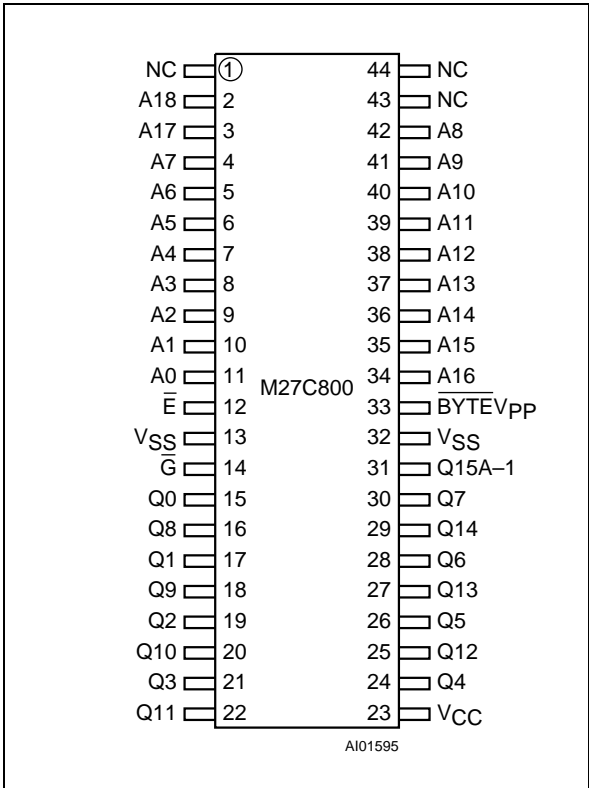 NC 1 44 NC
A18 2 43 NC
A17 3 42 A8
A7 4 41 A9
A6 5 40 A10
A5 6 39 A11
A4 7 38 A12
A3 8 37 A13
A2 9 36 A14
A1 10 35 A15
A0 11 34 A16
M27C800
E̅ 12 33 B̅Y̅T̅E̅VPP
VSS 13 32 VSS
G̅ 14 31 Q15A–1
Q0 15 30 Q7
Q8 16 29 Q14
Q1 17 28 Q6
Q9 18 27 Q13
Q2 19 26 Q5
Q10 20 25 Q12
Q3 21 24 Q4
Q11 22 23 VCC
AI01595